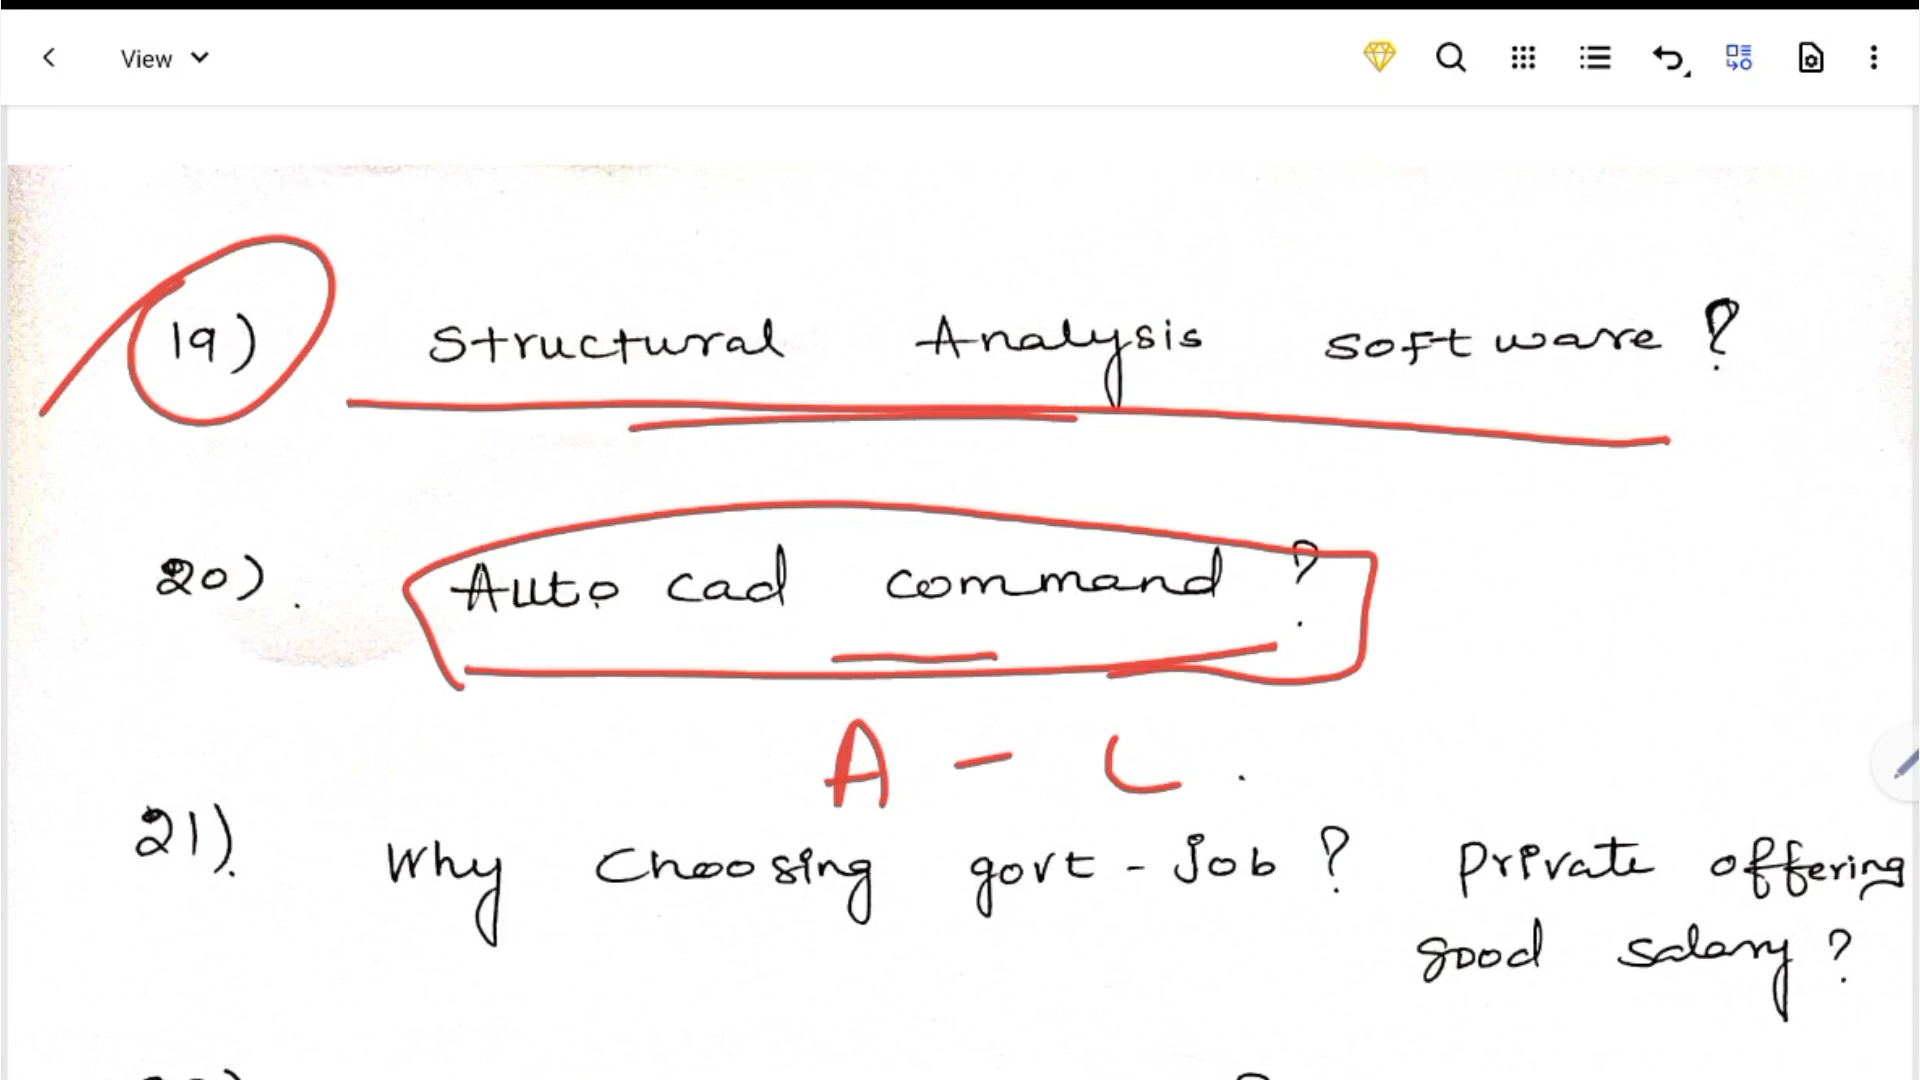 View
19) Structural Analysis software ?
20). Auto cad command ?
A - C
21). Why Choosing govt - Job ? Private offering
good salary ?